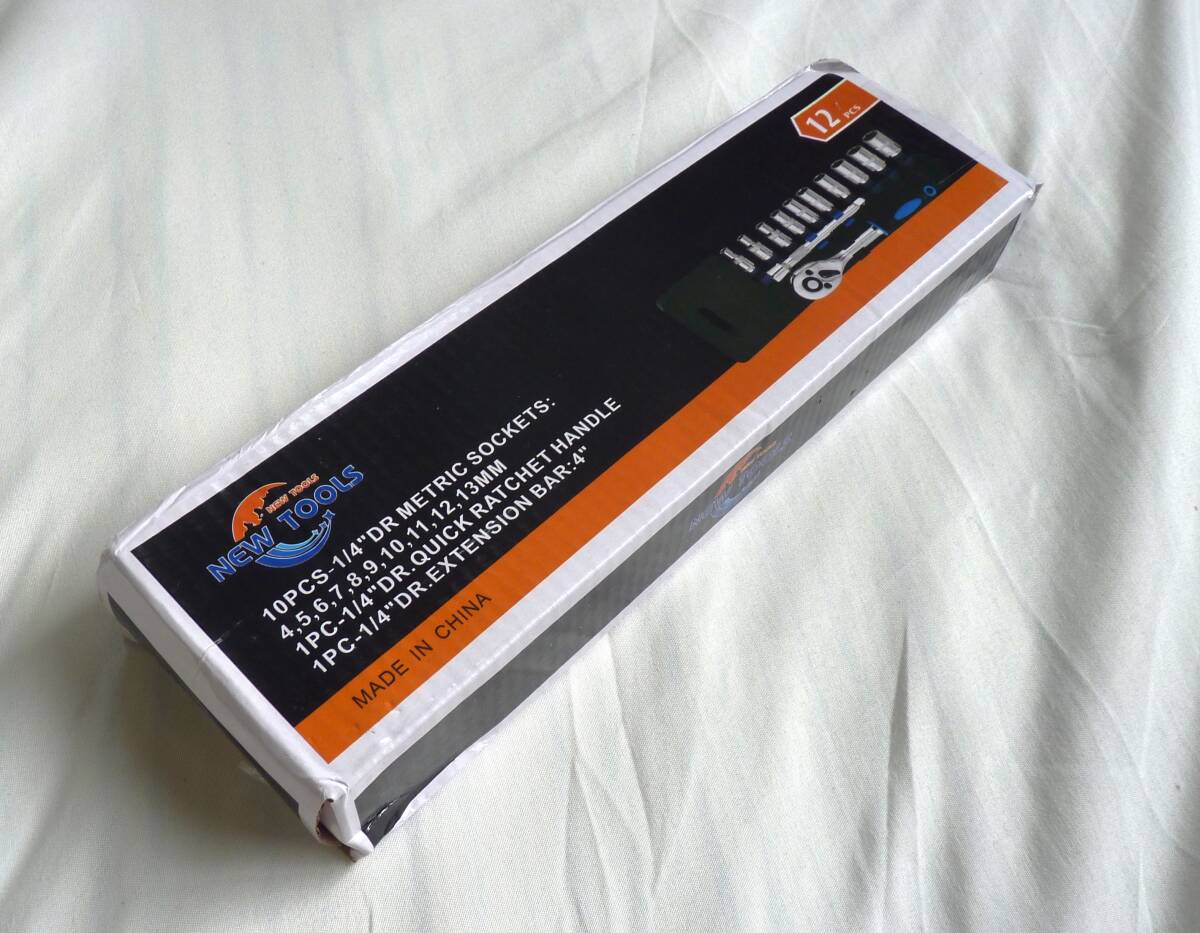 12 PCS
NEW TOOLS
NEW TOOLS
10PCS-1/4"DR METRIC SOCKETS:
4,5,6,7,8,9,10,11,12,13MM
1PC-1/4"DR.QUICK RATCHET HANDLE
1PC-1/4"DR.EXTENSION BAR:4"
MADE IN CHINA